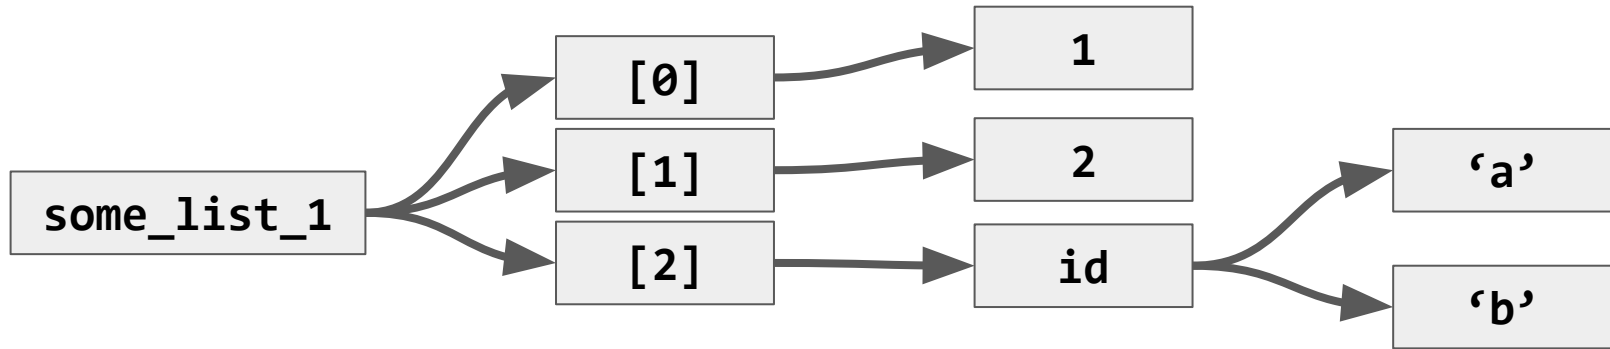 some_list_1
[0]
[1]
[2]
1
2
id
‘a’
‘b’